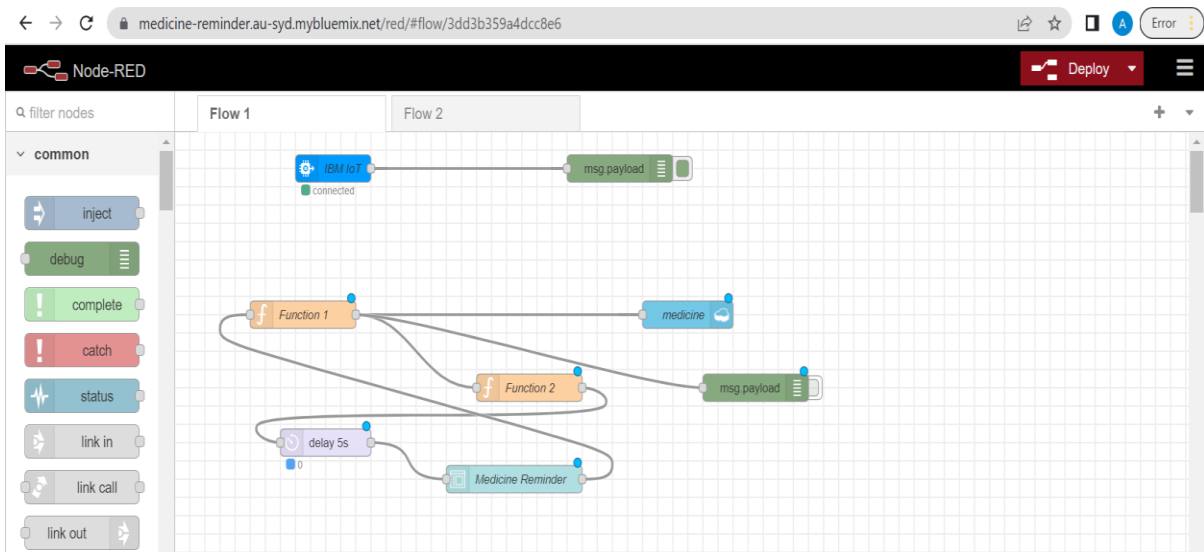 medicine-reminder.au-syd.mybluemix.net/red/#flow/3dd3b359a4dcc8e6
A
Error
Node-RED
Deploy
filter nodes
Flow 1
Flow 2
common
IBM IoT
msg.payload
connected
inject
debug
complete
Function 1
medicine
catch
Function 2
msg.payload
status
delay 5s
link in
0
Medicine Reminder
link call
link out